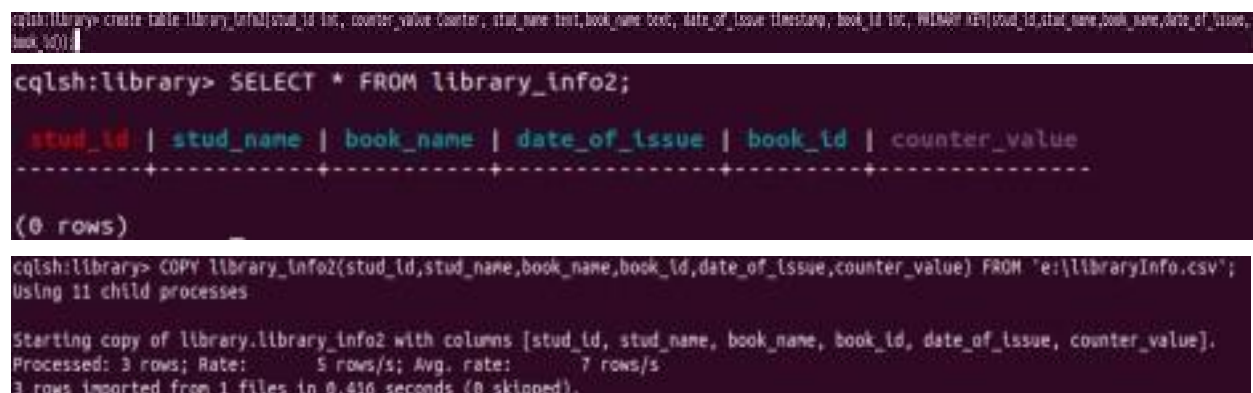 cqlsh:library> create table library_info2(stud_id int, counter_value Counter, stud_name text,book_name text, date_of_issue timestamp, book_id int, PRIMARY KEY(stud_id,stud_name,book_name,date_of_issue,
book_id));
cqlsh:library> SELECT * FROM library_info2;
stud_id | stud_name | book_name | date_of_issue | book_id | counter_value
---------+-----------+-----------+---------------+---------+---------------
(0 rows)
cqlsh:library> COPY library_info2(stud_id,stud_name,book_name,book_id,date_of_issue,counter_value) FROM 'e:\libraryInfo.csv';
Using 11 child processes
Starting copy of library.library_info2 with columns [stud_id, stud_name, book_name, book_id, date_of_issue, counter_value].
Processed: 3 rows; Rate: 5 rows/s; Avg. rate: 7 rows/s
3 rows imported from 1 files in 0.416 seconds (0 skipped).